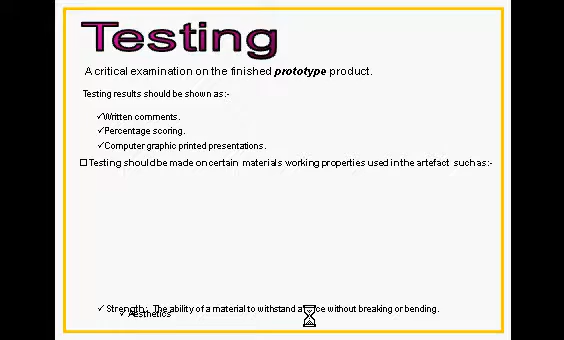 Testing
A critical examination on the finished prototype product.
Testing results should be shown as:-
✓Written comments.
✓Percentage scoring.
✓Computer graphic printed presentations.
☐Testing should be made on certain materials working properties used in the artefact such as:-
✓ Strength: The ability of a material to withstand a without breaking or bending.
✓ Aesthetics